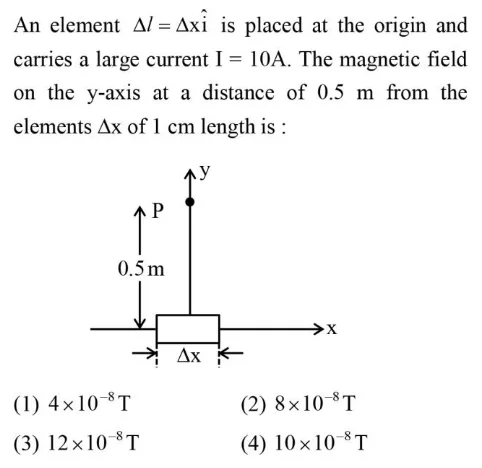 An element Δl = Δxî is placed at the origin and
carries a large current I = 10A. The magnetic field
on the y-axis at a distance of 0.5 m from the
elements Δx of 1 cm length is :
y
P
0.5 m
x
Δx
(1) 4×10⁻⁸T (2) 8×10⁻⁸T
(3) 12×10⁻⁸T (4) 10×10⁻⁸T